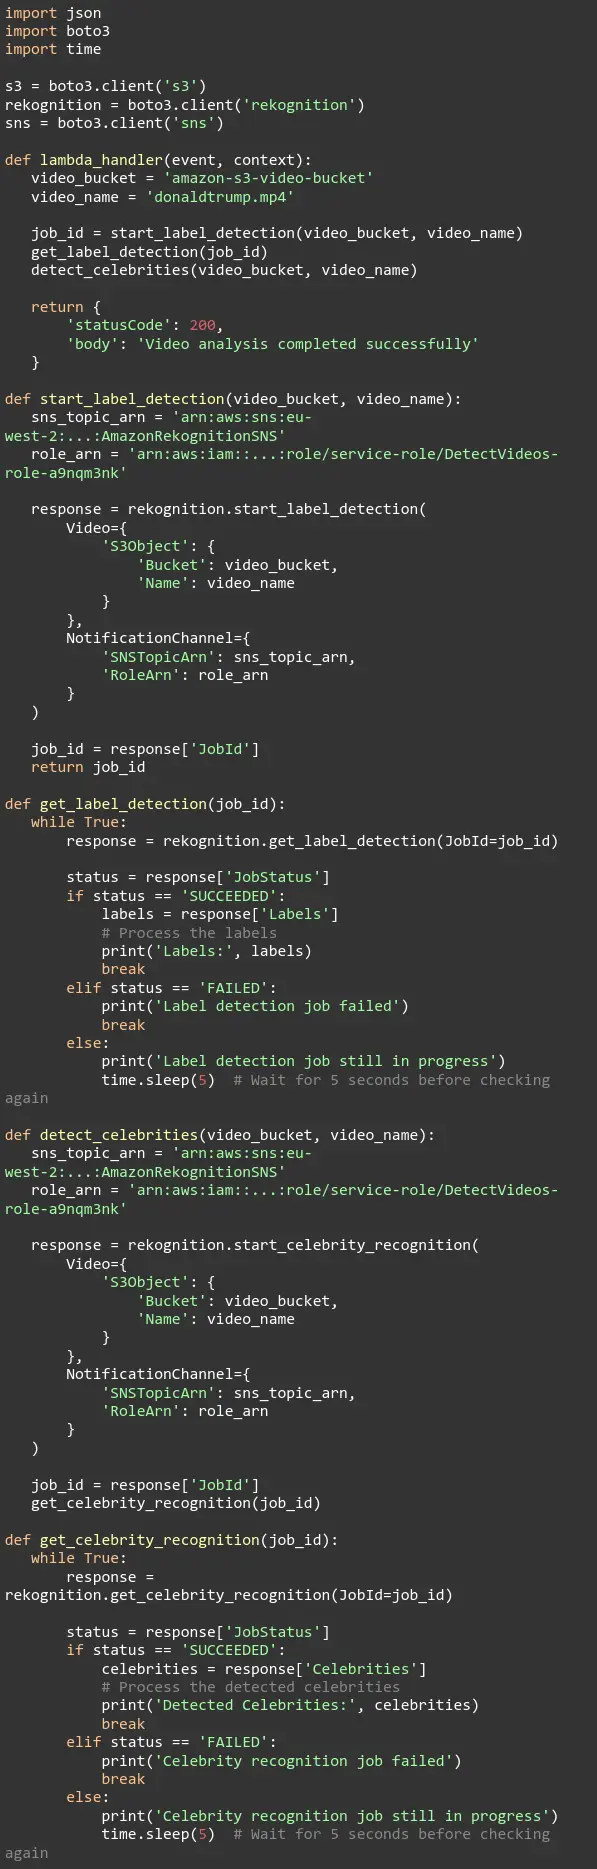 import json
import boto3
import time
s3 = boto3.client('s3')
rekognition = boto3.client('rekognition')
sns = boto3.client('sns')
def lambda_handler(event, context):
   video_bucket = 'amazon-s3-video-bucket'
   video_name = 'donaldtrump.mp4'
   job_id = start_label_detection(video_bucket, video_name)
   get_label_detection(job_id)
   detect_celebrities(video_bucket, video_name)
   return {
       'statusCode': 200,
       'body': 'Video analysis completed successfully'
   }
def start_label_detection(video_bucket, video_name):
   sns_topic_arn = 'arn:aws:sns:eu-
west-2:...:AmazonRekognitionSNS'
   role_arn = 'arn:aws:iam::...:role/service-role/DetectVideos-
role-a9nqm3nk'
   response = rekognition.start_label_detection(
       Video={
           'S3Object': {
               'Bucket': video_bucket,
               'Name': video_name
           }
       },
       NotificationChannel={
           'SNSTopicArn': sns_topic_arn,
           'RoleArn': role_arn
       }
   )
   job_id = response['JobId']
   return job_id
def get_label_detection(job_id):
   while True:
       response = rekognition.get_label_detection(JobId=job_id)
       status = response['JobStatus']
       if status == 'SUCCEEDED':
           labels = response['Labels']
           # Process the labels
           print('Labels:', labels)
           break
       elif status == 'FAILED':
           print('Label detection job failed')
           break
       else:
           print('Label detection job still in progress')
           time.sleep(5)  # Wait for 5 seconds before checking
again
def detect_celebrities(video_bucket, video_name):
   sns_topic_arn = 'arn:aws:sns:eu-
west-2:...:AmazonRekognitionSNS'
   role_arn = 'arn:aws:iam::...:role/service-role/DetectVideos-
role-a9nqm3nk'
   response = rekognition.start_celebrity_recognition(
       Video={
           'S3Object': {
               'Bucket': video_bucket,
               'Name': video_name
           }
       },
       NotificationChannel={
           'SNSTopicArn': sns_topic_arn,
           'RoleArn': role_arn
       }
   )
   job_id = response['JobId']
   get_celebrity_recognition(job_id)
def get_celebrity_recognition(job_id):
   while True:
       response =
rekognition.get_celebrity_recognition(JobId=job_id)
       status = response['JobStatus']
       if status == 'SUCCEEDED':
           celebrities = response['Celebrities']
           # Process the detected celebrities
           print('Detected Celebrities:', celebrities)
           break
       elif status == 'FAILED':
           print('Celebrity recognition job failed')
           break
       else:
           print('Celebrity recognition job still in progress')
           time.sleep(5)  # Wait for 5 seconds before checking
again